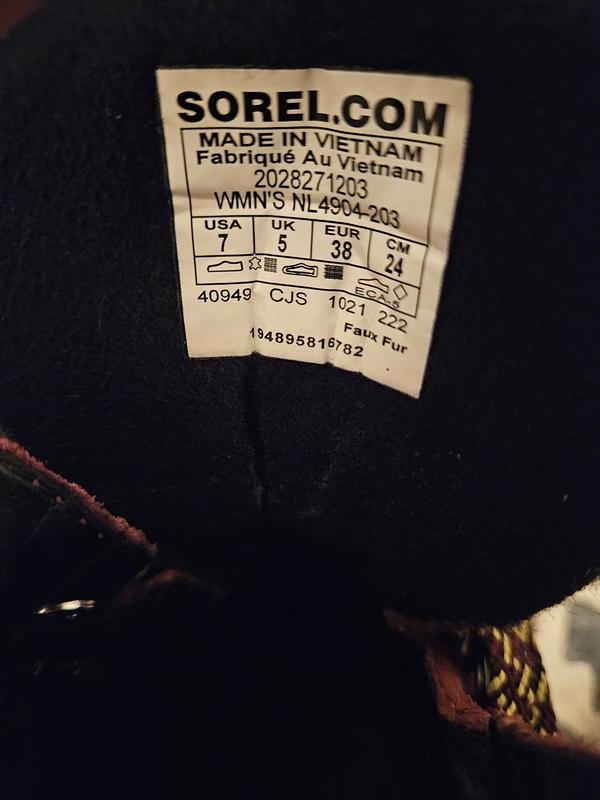 SOREL.COM
MADE IN VIETNAM
Fabriqué Au Vietnam
2028271203
WMN'S NL4904-203
USA UK EUR CM
7 5 38 24
ECA-5
40949 CJS 1021 222
Faux Fur
194895816782